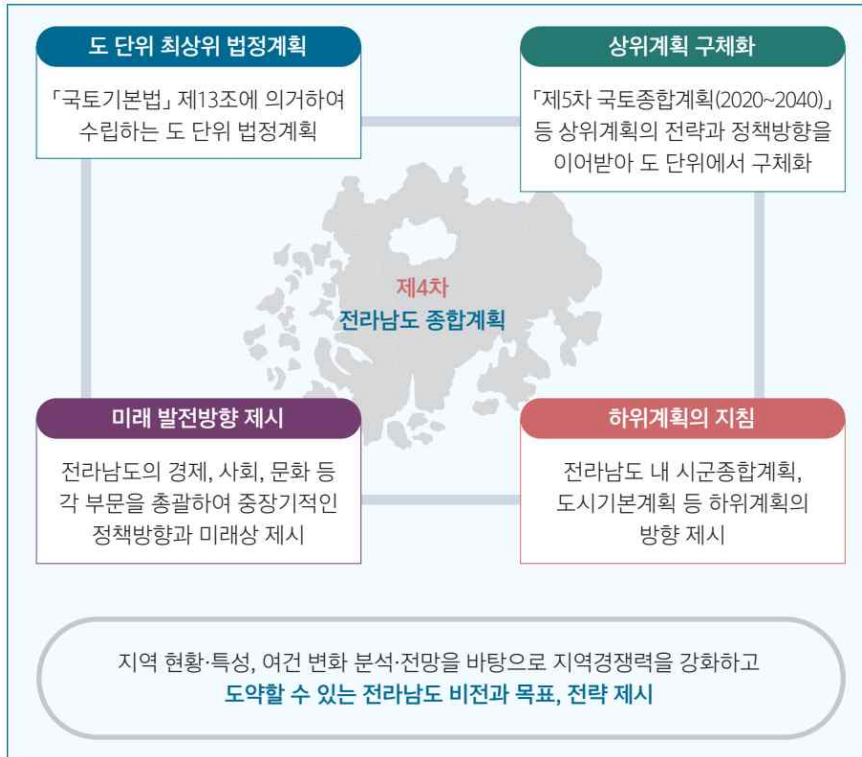 도 단위 최상위 법정계획
「국토기본법」 제13조에 의거하여
수립하는 도 단위 법정계획
상위계획 구체화
「제5차 국토종합계획(2020~2040)」
등 상위계획의 전략과 정책방향을
이어받아 도 단위에서 구체화
제4차
전라남도 종합계획
미래 발전방향 제시
전라남도의 경제, 사회, 문화 등
각 부문을 총괄하여 중장기적인
정책방향과 미래상 제시
하위계획의 지침
전라남도 내 시군종합계획,
도시기본계획 등 하위계획의
방향 제시
지역 현황·특성, 여건 변화 분석·전망을 바탕으로 지역경쟁력을 강화하고
도약할 수 있는 전라남도 비전과 목표, 전략 제시